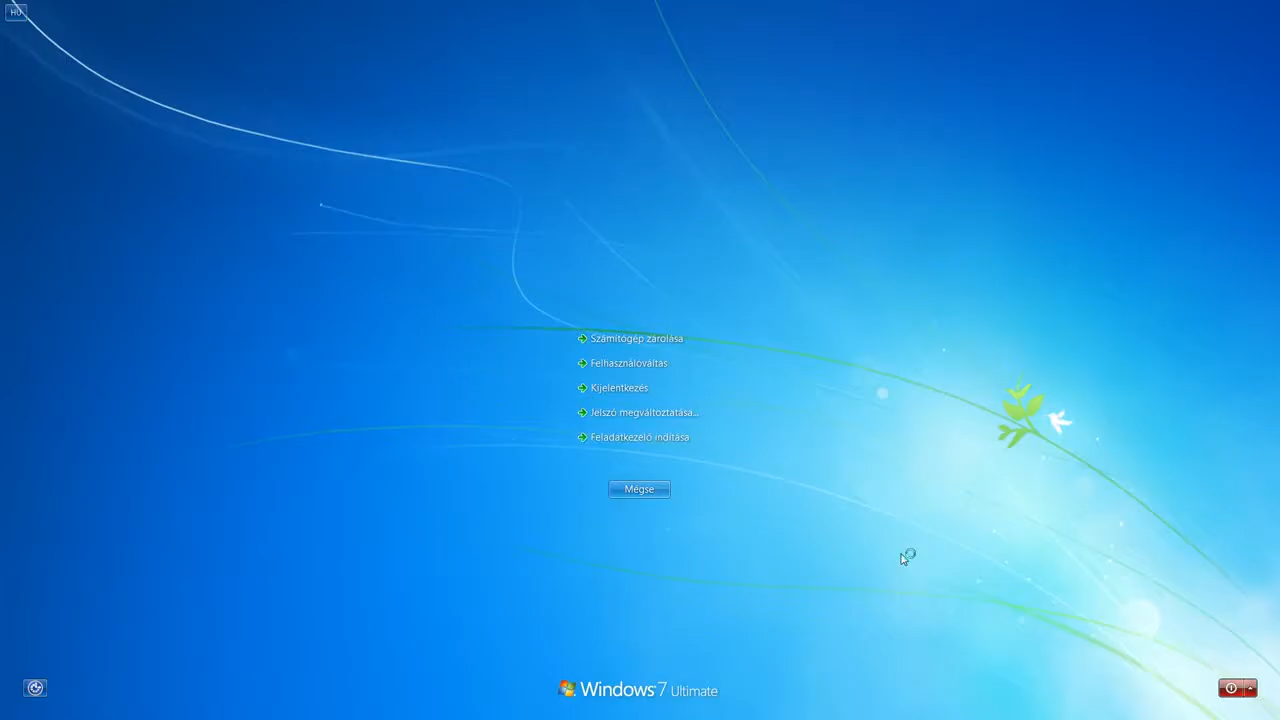 HU
Számítógép zárolása
Felhasználóváltás
Kijelentkezés
Jelszó megváltoztatása...
Feladatkezelő indítása
Mégse
Windows 7 Ultimate